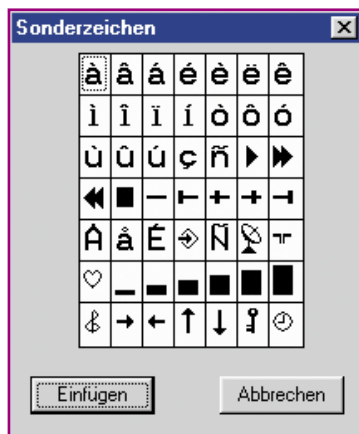 Sonderzeichen
à â á é è ë ê
ì î ï í ò ô ó
ù û ú ç ñ
Â å É Ñ
→ ← ↑ ↓
Einfügen Abbrechen